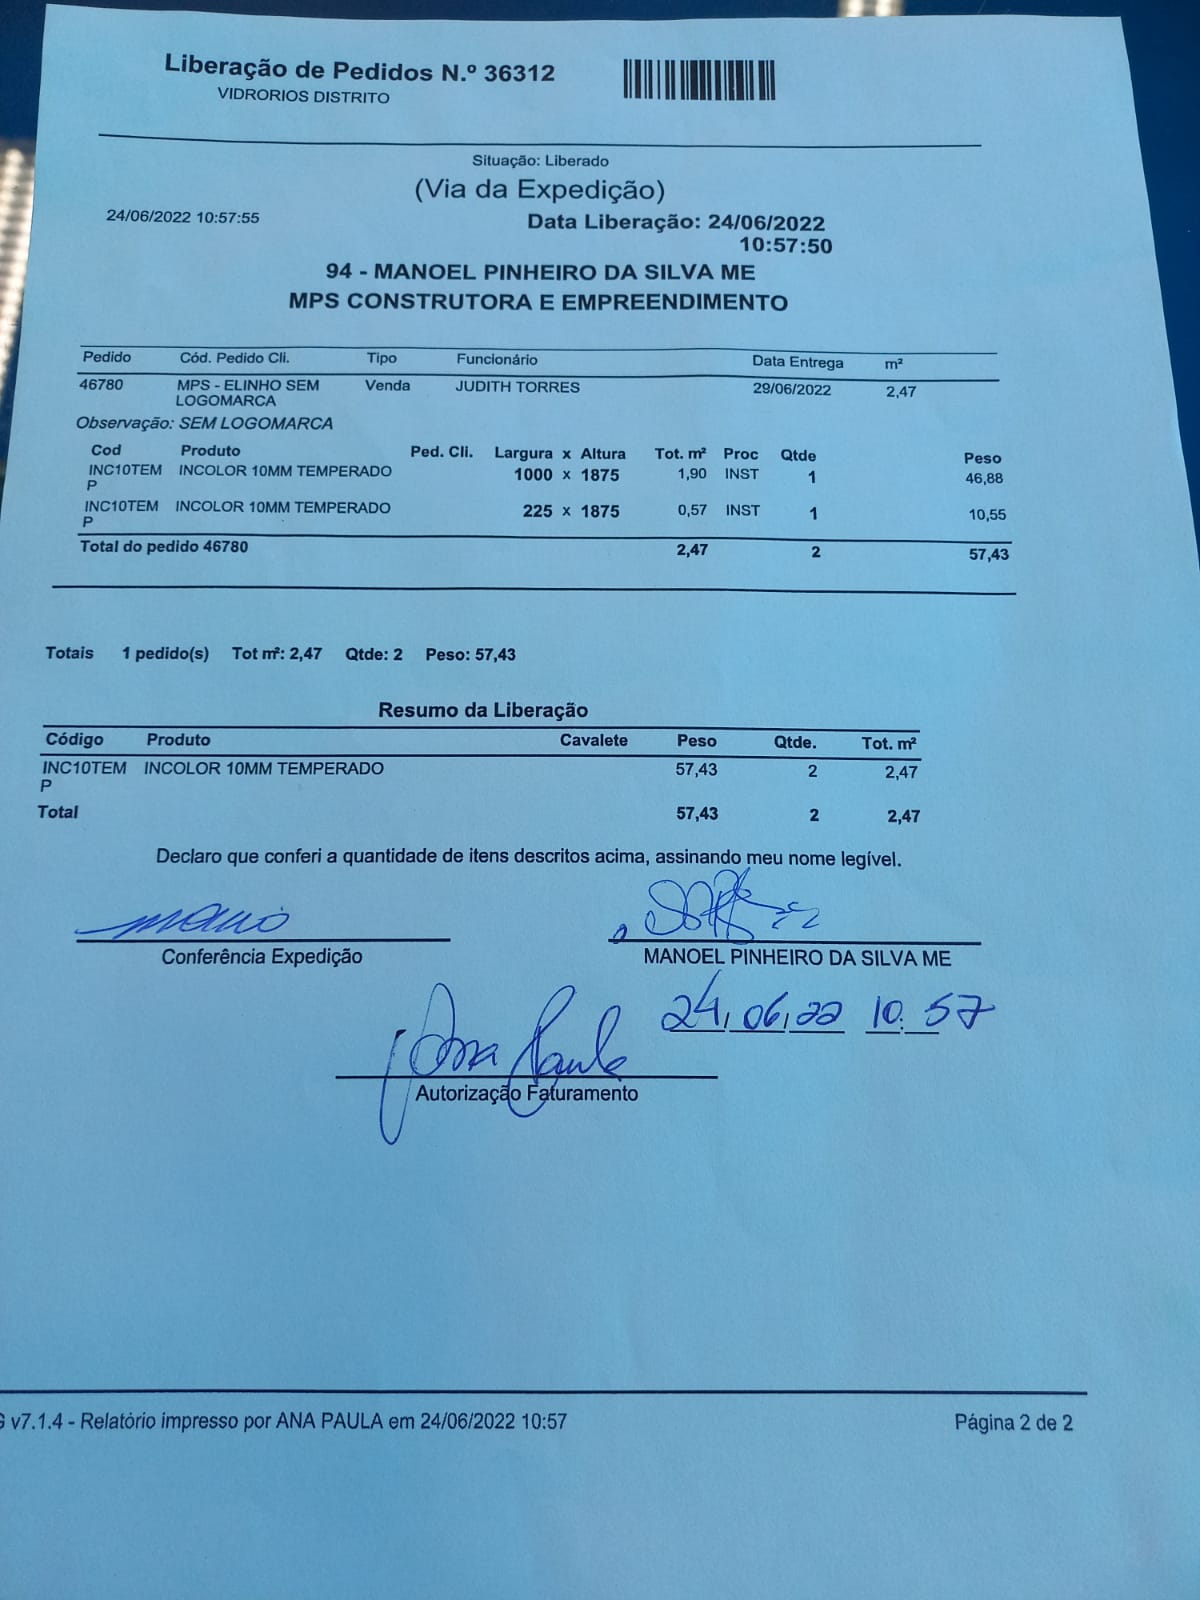 Liberação de Pedidos N.º 36312
VIDRORIOS DISTRITO
Situação: Liberado
(Via da Expedição)
24/06/2022 10:57:55
Data Liberação: 24/06/2022
10:57:50
94 - MANOEL PINHEIRO DA SILVA ME
MPS CONSTRUTORA E EMPREENDIMENTO
Pedido Cód. Pedido Cli. Tipo Funcionário Data Entrega m²
46780 MPS - ELINHO SEM Venda JUDITH TORRES 29/06/2022 2,47
LOGOMARCA
Observação: SEM LOGOMARCA
Cod Produto Ped. Cli. Largura x Altura Tot. m² Proc Qtde Peso
INC10TEM INCOLOR 10MM TEMPERADO 1000 x 1875 1,90 INST 1 46,88
P
INC10TEM INCOLOR 10MM TEMPERADO 225 x 1875 0,57 INST 1 10,55
P
Total do pedido 46780 2,47 2 57,43
Totais 1 pedido(s) Tot m²: 2,47 Qtde: 2 Peso: 57,43
Resumo da Liberação
Código Produto Cavalete Peso Qtde. Tot. m²
INC10TEM INCOLOR 10MM TEMPERADO 57,43 2 2,47
P
Total 57,43 2 2,47
Declaro que conferi a quantidade de itens descritos acima, assinando meu nome legível.
Conferência Expedição
MANOEL PINHEIRO DA SILVA ME
24, 06, 22 10: 57
Ana Paula
Autorização Faturamento
v7.1.4 - Relatório impresso por ANA PAULA em 24/06/2022 10:57
Página 2 de 2